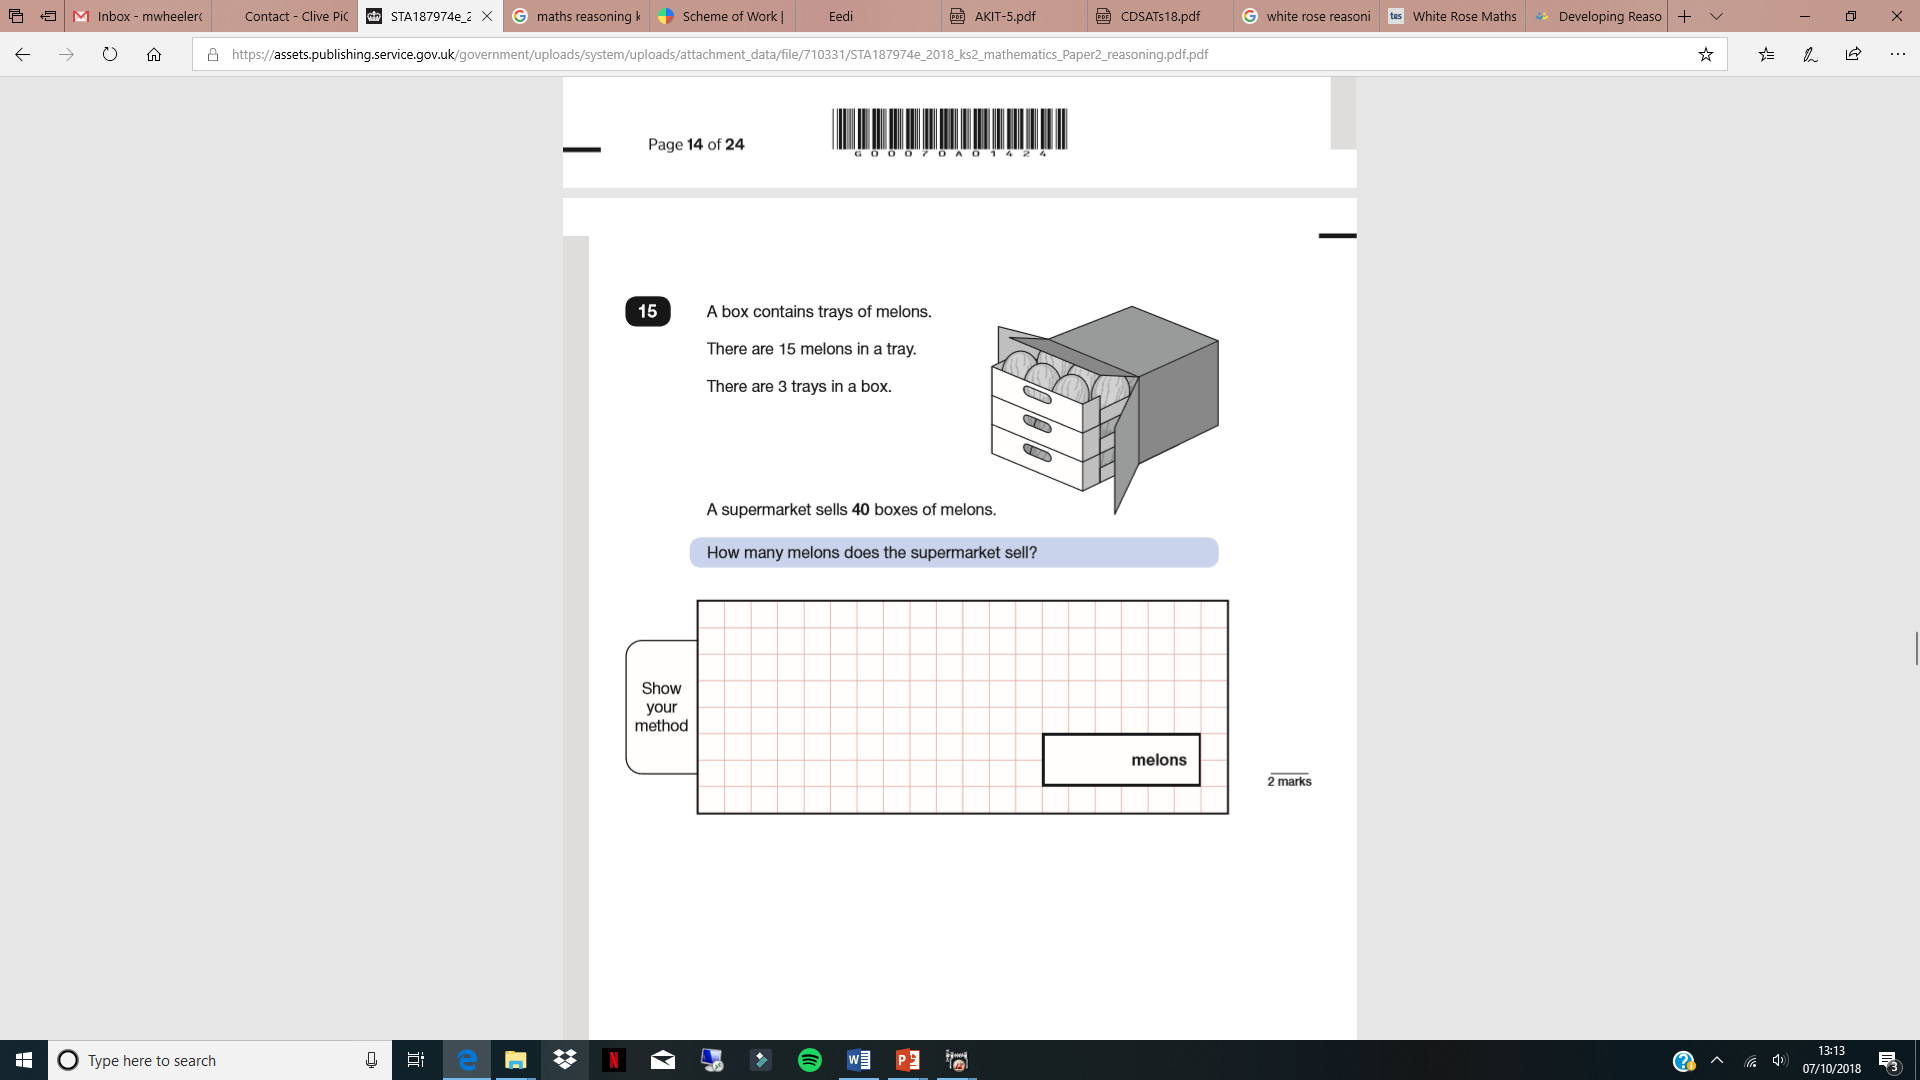 Inbox - mwheeler(
Contact - Clive PiC
STA187974e_2
maths reasoning k
Scheme of Work |
Eedi
AKIT-5.pdf
CDSATs18.pdf
white rose reasoni
White Rose Maths
Developing Reaso
https://assets.publishing.service.gov.uk/government/uploads/system/uploads/attachment_data/file/710331/STA187974e_2018_ks2_mathematics_Paper2_reasoning.pdf.pdf
Page 14 of 24
G00070A01424
15
A box contains trays of melons.
There are 15 melons in a tray.
There are 3 trays in a box.
A supermarket sells 40 boxes of melons.
How many melons does the supermarket sell?
Show
your
method
melons
2 marks
Type here to search
13:13
07/10/2018
3